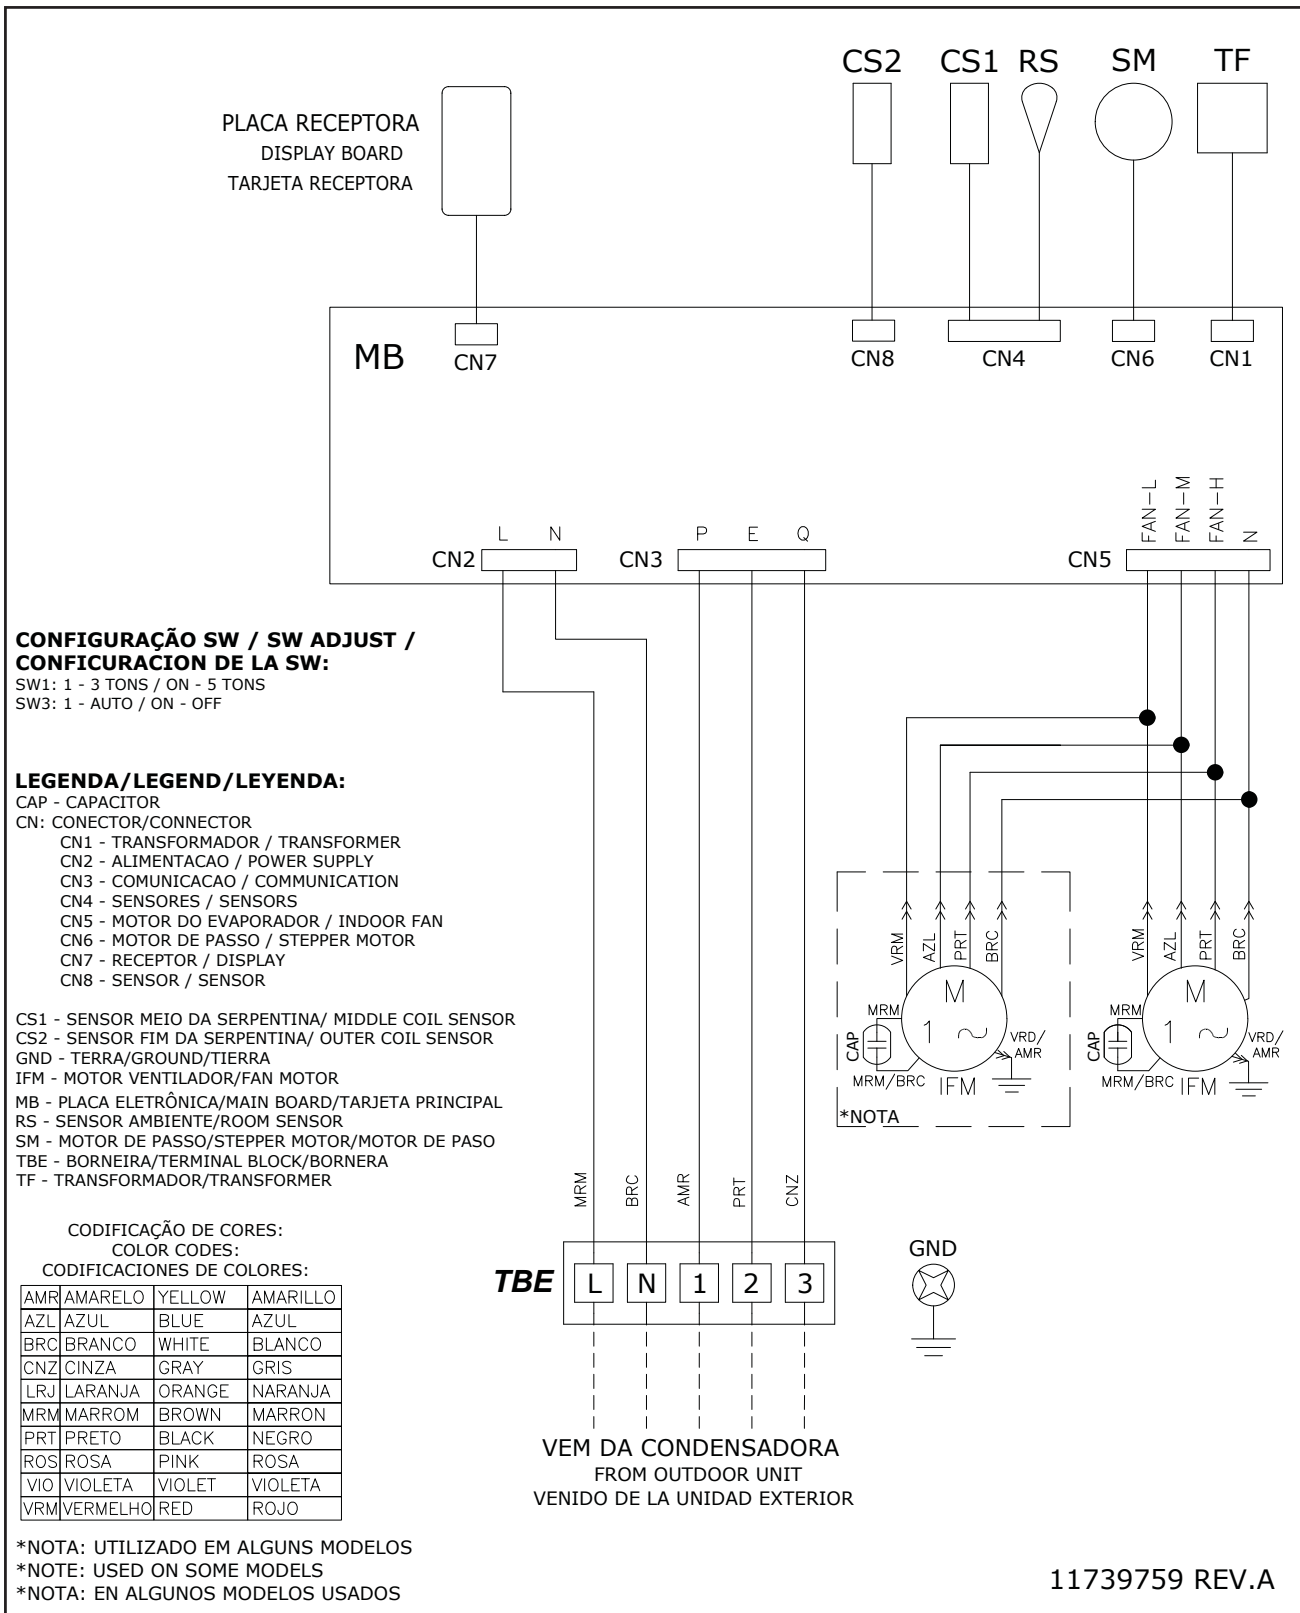 CS2 CS1 RS SM TF
PLACA RECEPTORA
DISPLAY BOARD
TARJETA RECEPTORA
MB
CN7 CN8 CN4 CN6 CN1
FAN-L FAN-M FAN-H N
L N P E Q
CN2 CN3 CN5
CONFIGURAÇÃO SW / SW ADJUST /
CONFICURACION DE LA SW:
SW1: 1 - 3 TONS / ON - 5 TONS
SW3: 1 - AUTO / ON - OFF
LEGENDA/LEGEND/LEYENDA:
CAP - CAPACITOR
CN: CONECTOR/CONNECTOR
CN1 - TRANSFORMADOR / TRANSFORMER
CN2 - ALIMENTACAO / POWER SUPPLY
CN3 - COMUNICACAO / COMMUNICATION
CN4 - SENSORES / SENSORS
CN5 - MOTOR DO EVAPORADOR / INDOOR FAN
CN6 - MOTOR DE PASSO / STEPPER MOTOR
CN7 - RECEPTOR / DISPLAY
CN8 - SENSOR / SENSOR
CS1 - SENSOR MEIO DA SERPENTINA/ MIDDLE COIL SENSOR
CS2 - SENSOR FIM DA SERPENTINA/ OUTER COIL SENSOR
GND - TERRA/GROUND/TIERRA
IFM - MOTOR VENTILADOR/FAN MOTOR
MB - PLACA ELETRÔNICA/MAIN BOARD/TARJETA PRINCIPAL
RS - SENSOR AMBIENTE/ROOM SENSOR
SM - MOTOR DE PASSO/STEPPER MOTOR/MOTOR DE PASO
TBE - BORNEIRA/TERMINAL BLOCK/BORNERA
TF - TRANSFORMADOR/TRANSFORMER
VRM AZL PRT BRC
MRM
M
1 ~
CAP
VRD/
AMR
MRM/BRC
IFM
*NOTA
VRM AZL PRT BRC
MRM
M
1 ~
CAP
VRD/
AMR
MRM/BRC
IFM
MRM BRC AMR PRT CNZ
TBE L N 1 2 3
GND
VEM DA CONDENSADORA
FROM OUTDOOR UNIT
VENIDO DE LA UNIDAD EXTERIOR
CODIFICAÇÃO DE CORES:
COLOR CODES:
CODIFICACIONES DE COLORES:
AMR AMARELO YELLOW AMARILLO
AZL AZUL BLUE AZUL
BRC BRANCO WHITE BLANCO
CNZ CINZA GRAY GRIS
LRJ LARANJA ORANGE NARANJA
MRM MARROM BROWN MARRON
PRT PRETO BLACK NEGRO
ROS ROSA PINK ROSA
VIO VIOLETA VIOLET VIOLETA
VRM VERMELHO RED ROJO
*NOTA: UTILIZADO EM ALGUNS MODELOS
*NOTE: USED ON SOME MODELS
*NOTA: EN ALGUNOS MODELOS USADOS
11739759 REV.A